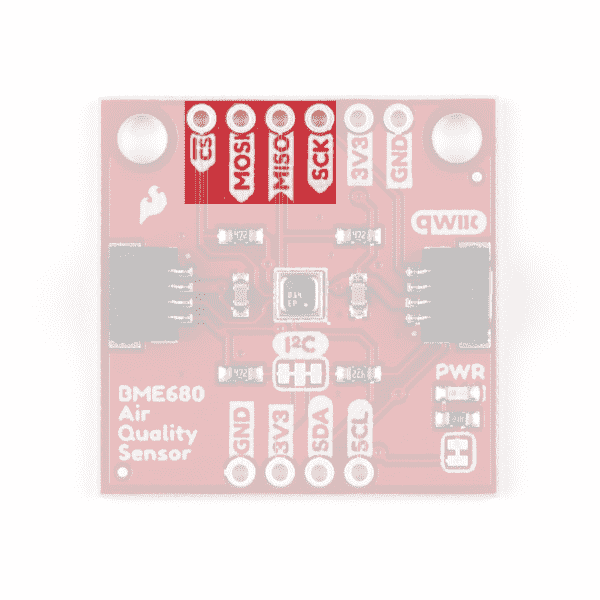 CS
MOSI
MISO
SCK
3V3
GND
qwiic
I²C
PWR
BME680
Air
Quality
Sensor
GND
3V3
SDA
SCL